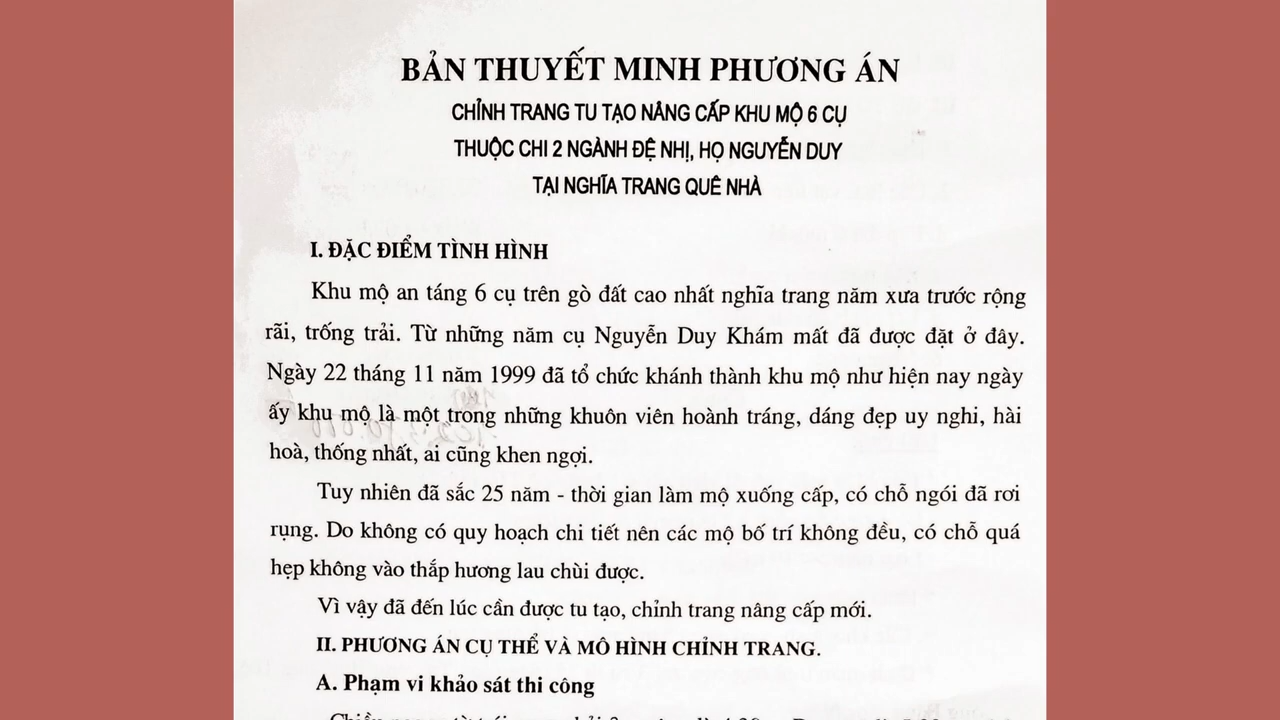 BẢN THUYẾT MINH PHƯƠNG ÁN
CHỈNH TRANG TU TẠO NÂNG CẤP KHU MỘ 6 CỤ
THUỘC CHI 2 NGÀNH ĐỆ NHỊ, HỌ NGUYỄN DUY
TẠI NGHĨA TRANG QUÊ NHÀ
I. ĐẶC ĐIỂM TÌNH HÌNH
Khu mộ an táng 6 cụ trên gò đất cao nhất nghĩa trang năm xưa trước rộng
rãi, trống trải. Từ những năm cụ Nguyễn Duy Khám mất đã được đặt ở đây.
Ngày 22 tháng 11 năm 1999 đã tổ chức khánh thành khu mộ như hiện nay ngày
ấy khu mộ là một trong những khuôn viên hoành tráng, dáng đẹp uy nghi, hài
hoà, thống nhất, ai cũng khen ngợi.
Tuy nhiên đã sắc 25 năm - thời gian làm mộ xuống cấp, có chỗ ngói đã rơi
rụng. Do không có quy hoạch chi tiết nên các mộ bố trí không đều, có chỗ quá
hẹp không vào thắp hương lau chùi được.
Vì vậy đã đến lúc cần được tu tạo, chỉnh trang nâng cấp mới.
II. PHƯƠNG ÁN CỤ THỂ VÀ MÔ HÌNH CHỈNH TRANG.
A. Phạm vi khảo sát thi công